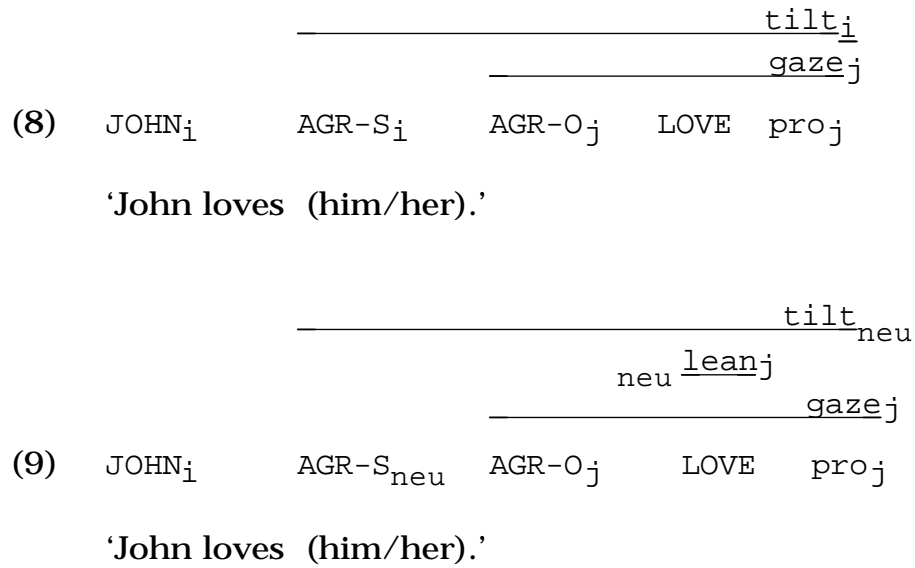 tilti
gazej
(8) JOHNi AGR-Si AGR-Oj LOVE proj
‘John loves (him/her).’
tiltneu
neu leanj
gazej
(9) JOHNi AGR-Sneu AGR-Oj LOVE proj
‘John loves (him/her).’